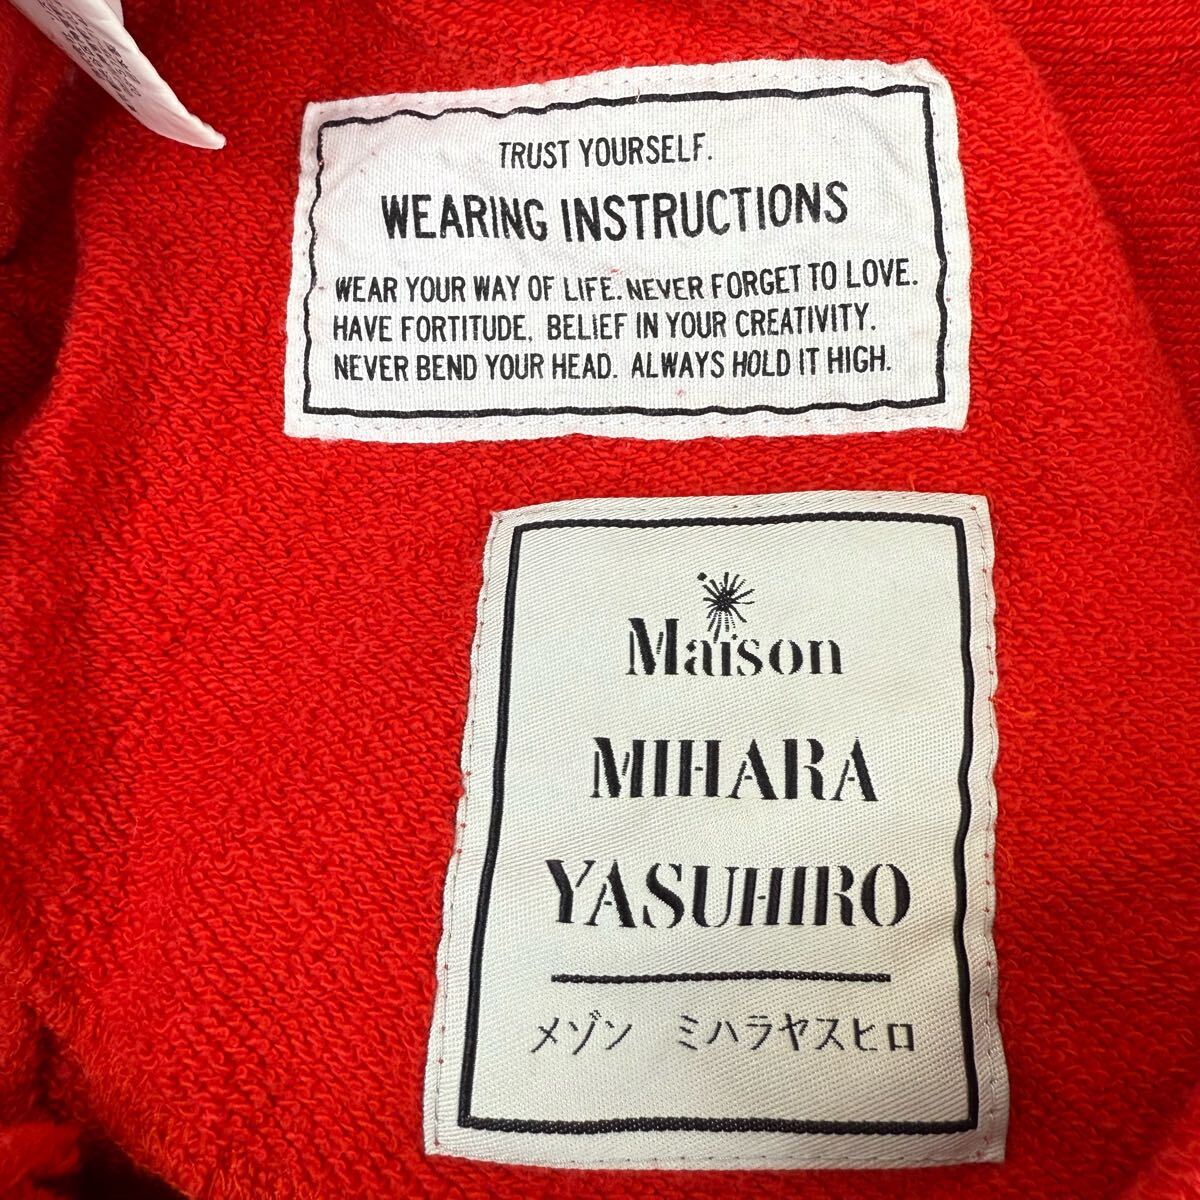 TRUST YOURSELF.
WEARING INSTRUCTIONS
WEAR YOUR WAY OF LIFE. NEVER FORGET TO LOVE.
HAVE FORTITUDE, BELIEF IN YOUR CREATIVITY.
NEVER BEND YOUR HEAD. ALWAYS HOLD IT HIGH.
Maison
MIHARA
YASUHIRO
メゾン ミハラヤスヒロ